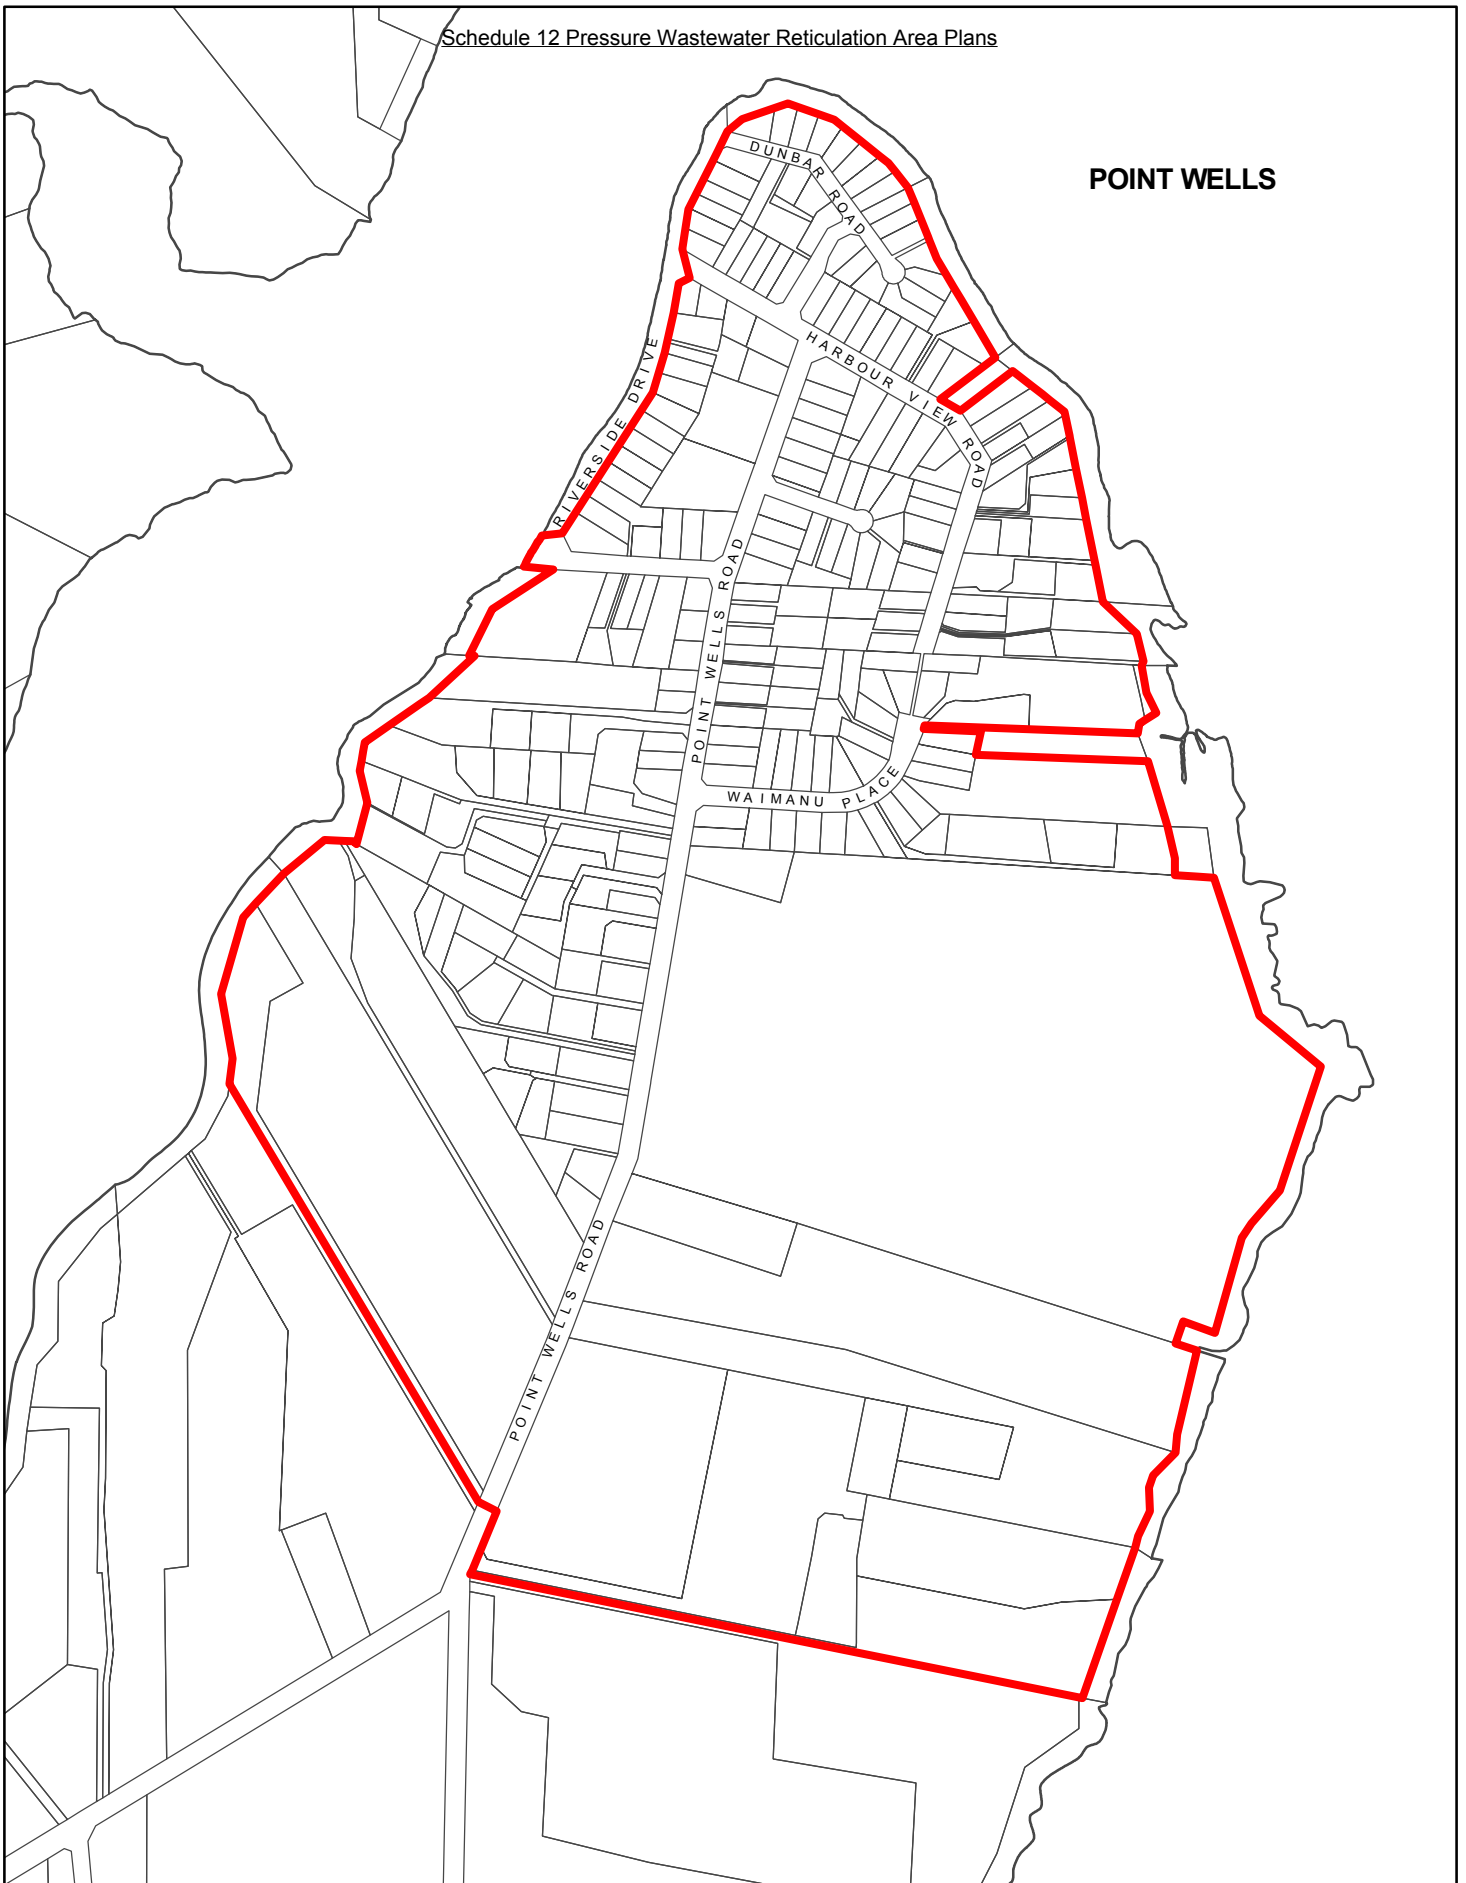 Schedule 12 Pressure Wastewater Reticulation Area Plans
POINT WELLS
DUNBAR ROAD
HARBOUR VIEW ROAD
RIVERSIDE DRIVE
POINT WELLS ROAD
WAIMANU PLACE
POINT WELLS ROAD